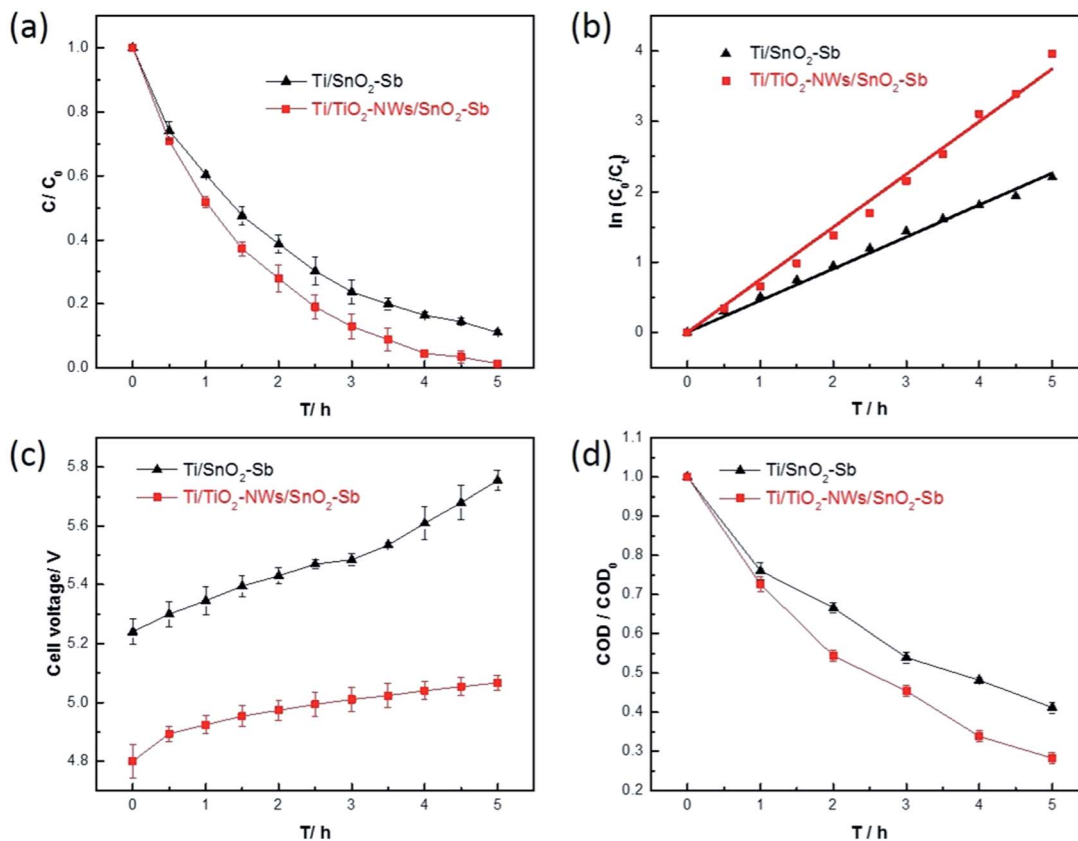 (a)
1.0
0.8
0.6
0.4
0.2
0.0
C/ C₀
Ti/SnO₂-Sb
Ti/TiO₂-NWs/SnO₂-Sb
0 1 2 3 4 5
T/ h
(b)
4
3
2
1
0
ln (C₀/Cₜ)
Ti/SnO₂-Sb
Ti/TiO₂-NWs/SnO₂-Sb
0 1 2 3 4 5
T / h
(c)
5.8
5.6
5.4
5.2
5.0
4.8
Cell voltage/ V
Ti/SnO₂-Sb
Ti/TiO₂-NWs/SnO₂-Sb
0 1 2 3 4 5
T/ h
(d)
1.1
1.0
0.9
0.8
0.7
0.6
0.5
0.4
0.3
0.2
COD / COD₀
Ti/SnO₂-Sb
Ti/TiO₂-NWs/SnO₂-Sb
0 1 2 3 4 5
T / h